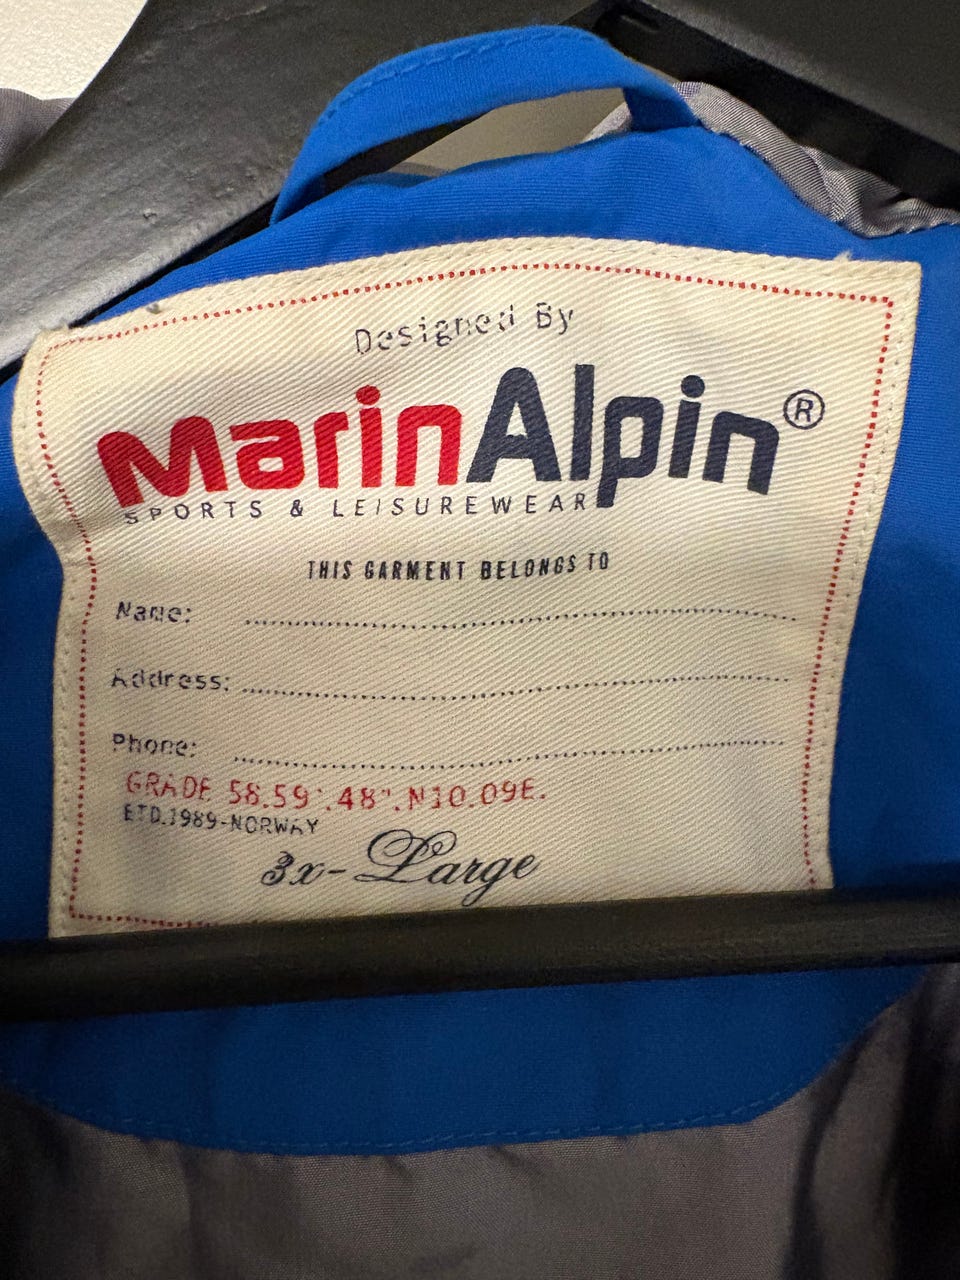 Designed By
MarinAlpin®
SPORTS & LEISUREWEAR
THIS GARMENT BELONGS TO
Name:
Address:
Phone:
GRADE 58.59'.48".N10.09E.
ETD.1989-NORWAY
3x-Large